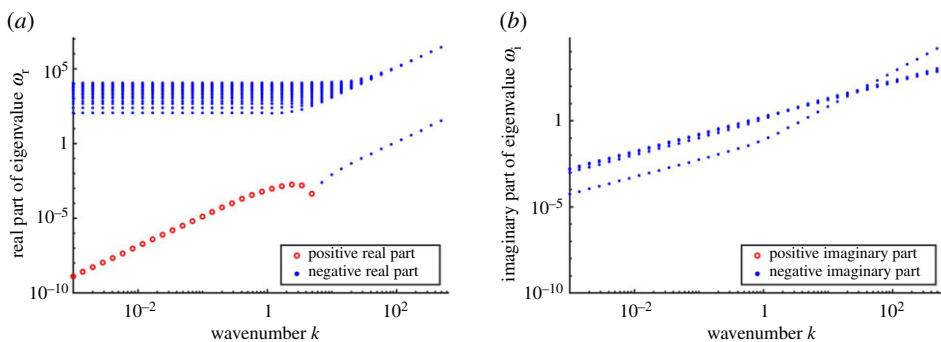 (a)
real part of eigenvalue ωr
10^5
1
10^−5
10^−10
10^−2
1
10^2
wavenumber k
positive real part
negative real part
(b)
imaginary part of eigenvalue ωi
1
10^−5
10^−10
10^−2
1
10^2
wavenumber k
positive imaginary part
negative imaginary part